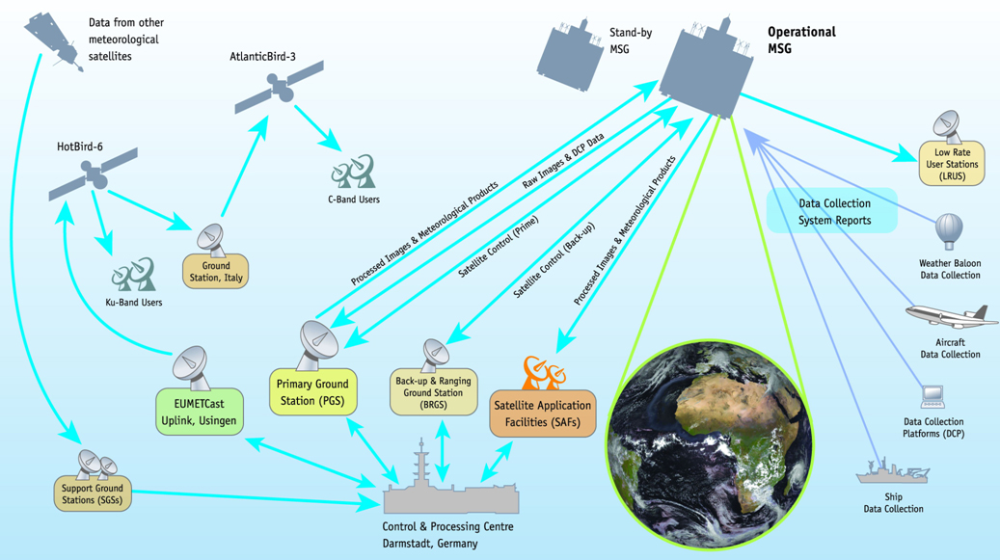 Data from other
meteorological
satellites
AtlanticBird-3
HotBird-6
Stand-by
MSG
Operational
MSG
C-Band Users
Ku-Band Users
Ground
Station, Italy
Processed Images & Meteorological Products
Raw Images & DCP Data
Satellite Control (Prime)
Satellite Control (Back-up)
Processed Images & Meteorological Products
Low Rate
User Stations
(LRUS)
Data Collection
System Reports
Weather Baloon
Data Collection
Aircraft
Data Collection
Data Collection
Platforms (DCP)
Ship
Data Collection
EUMETCast
Uplink, Usingen
Primary Ground
Station (PGS)
Back-up & Ranging
Ground Station
(BRGS)
Satellite Application
Facilities (SAFs)
Support Ground
Stations (SGSs)
Control & Processing Centre
Darmstadt, Germany